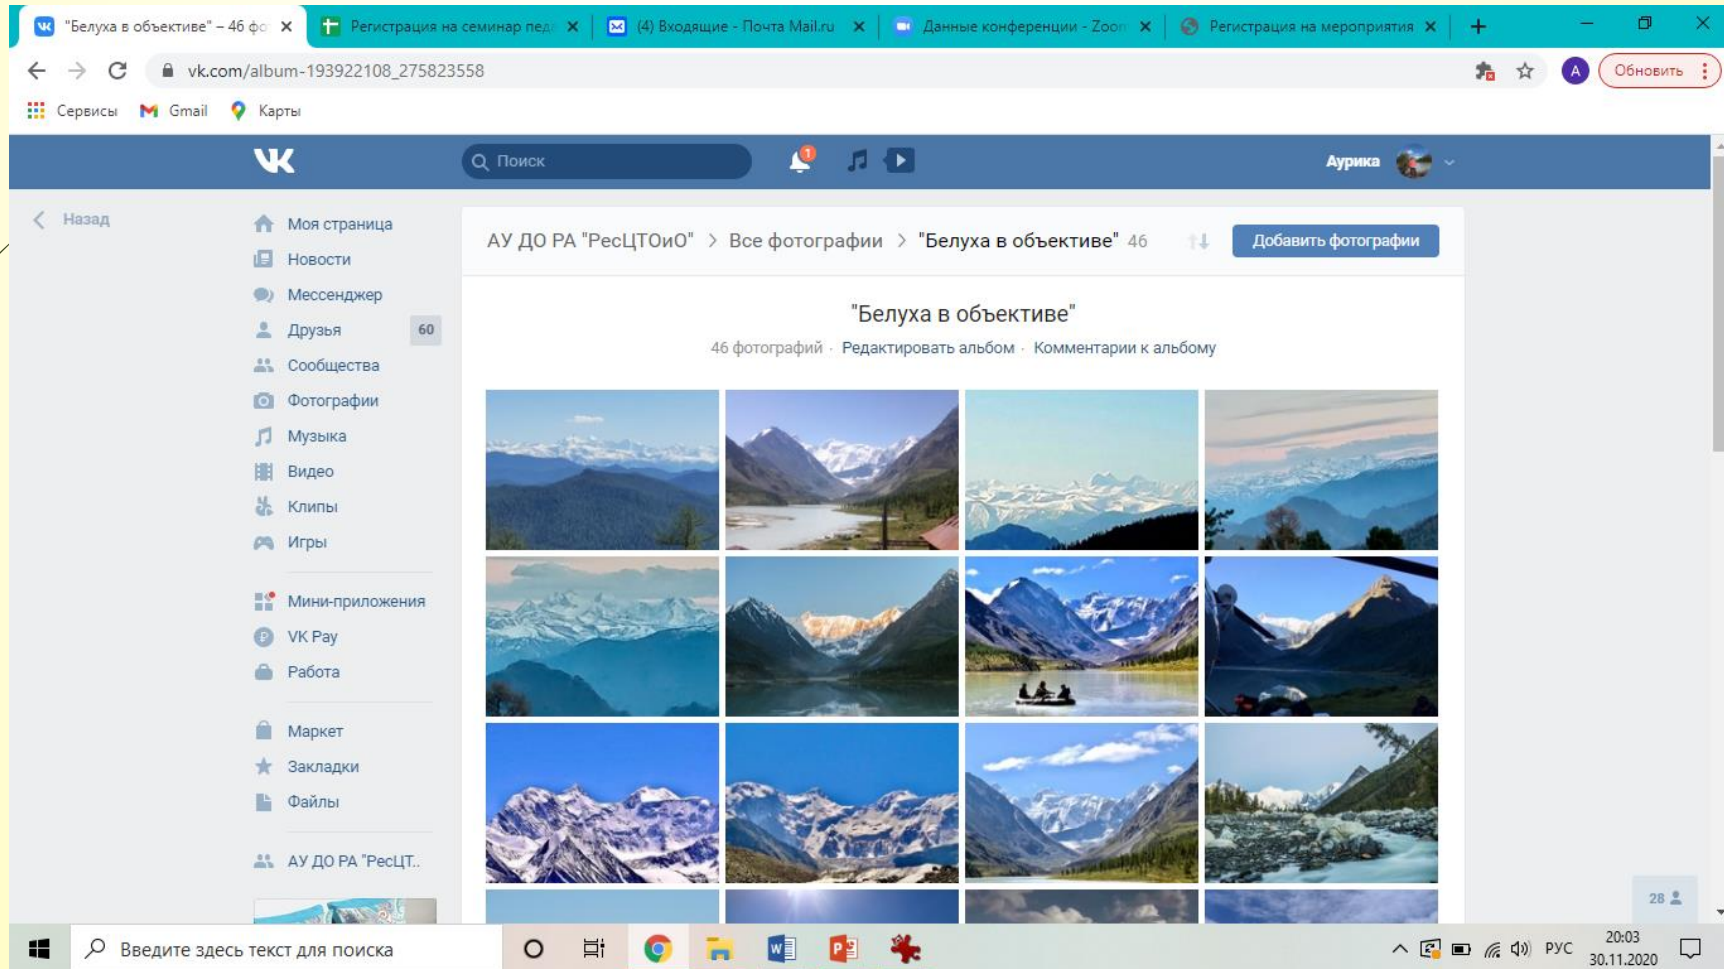 "Белуха в объективе" – 46 фо
Регистрация на семинар пед
(4) Входящие - Почта Mail.ru
Данные конференции - Zoom
Регистрация на мероприятия
vk.com/album-193922108_275823558
A
Обновить
Сервисы
Gmail
Карты
Поиск
1
Аурика
Назад
Моя страница
Новости
Мессенджер
Друзья 60
Сообщества
Фотографии
Музыка
Видео
Клипы
Игры
Мини-приложения
VK Pay
Работа
Маркет
Закладки
Файлы
АУ ДО РА "РесЦТ..
АУ ДО РА "РесЦТОиО" > Все фотографии > "Белуха в объективе" 46
Добавить фотографии
"Белуха в объективе"
46 фотографий · Редактировать альбом · Комментарии к альбому
28
Введите здесь текст для поиска
РУС
20:03
30.11.2020